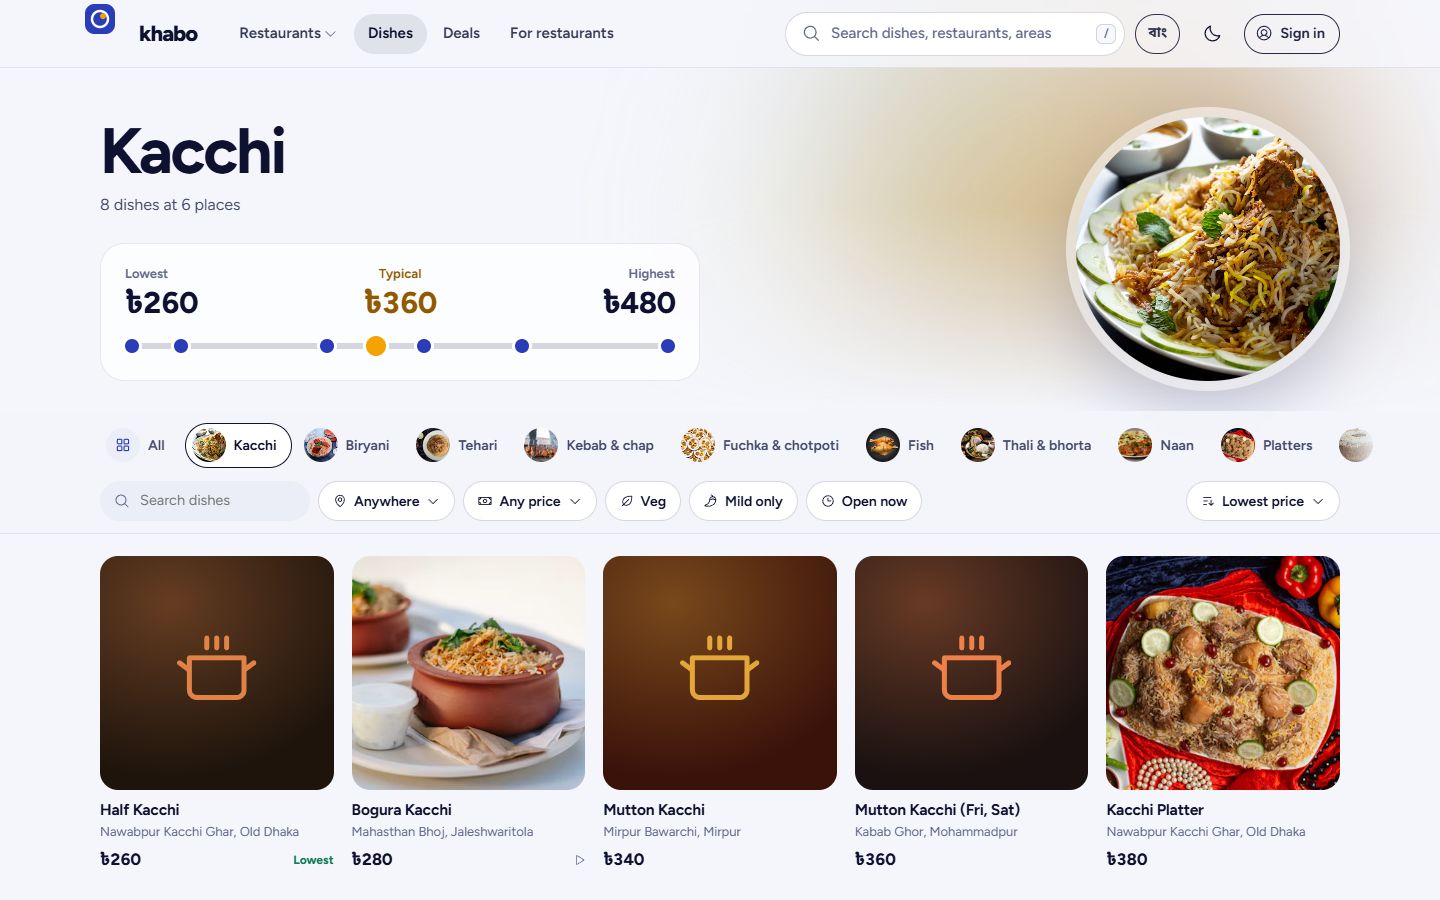 khabo
Restaurants
Dishes
Deals
For restaurants
Search dishes, restaurants, areas
/
বাং
Sign in
Kacchi
8 dishes at 6 places
Lowest
Typical
Highest
৳260
৳360
৳480
All
Kacchi
Biryani
Tehari
Kebab & chap
Fuchka & chotpoti
Fish
Thali & bhorta
Naan
Platters
Search dishes
Anywhere
Any price
Veg
Mild only
Open now
Lowest price
Half Kacchi
Nawabpur Kacchi Ghar, Old Dhaka
৳260
Lowest
Bogura Kacchi
Mahasthan Bhoj, Jaleshwaritola
৳280
Mutton Kacchi
Mirpur Bawarchi, Mirpur
৳340
Mutton Kacchi (Fri, Sat)
Kabab Ghor, Mohammadpur
৳360
Kacchi Platter
Nawabpur Kacchi Ghar, Old Dhaka
৳380